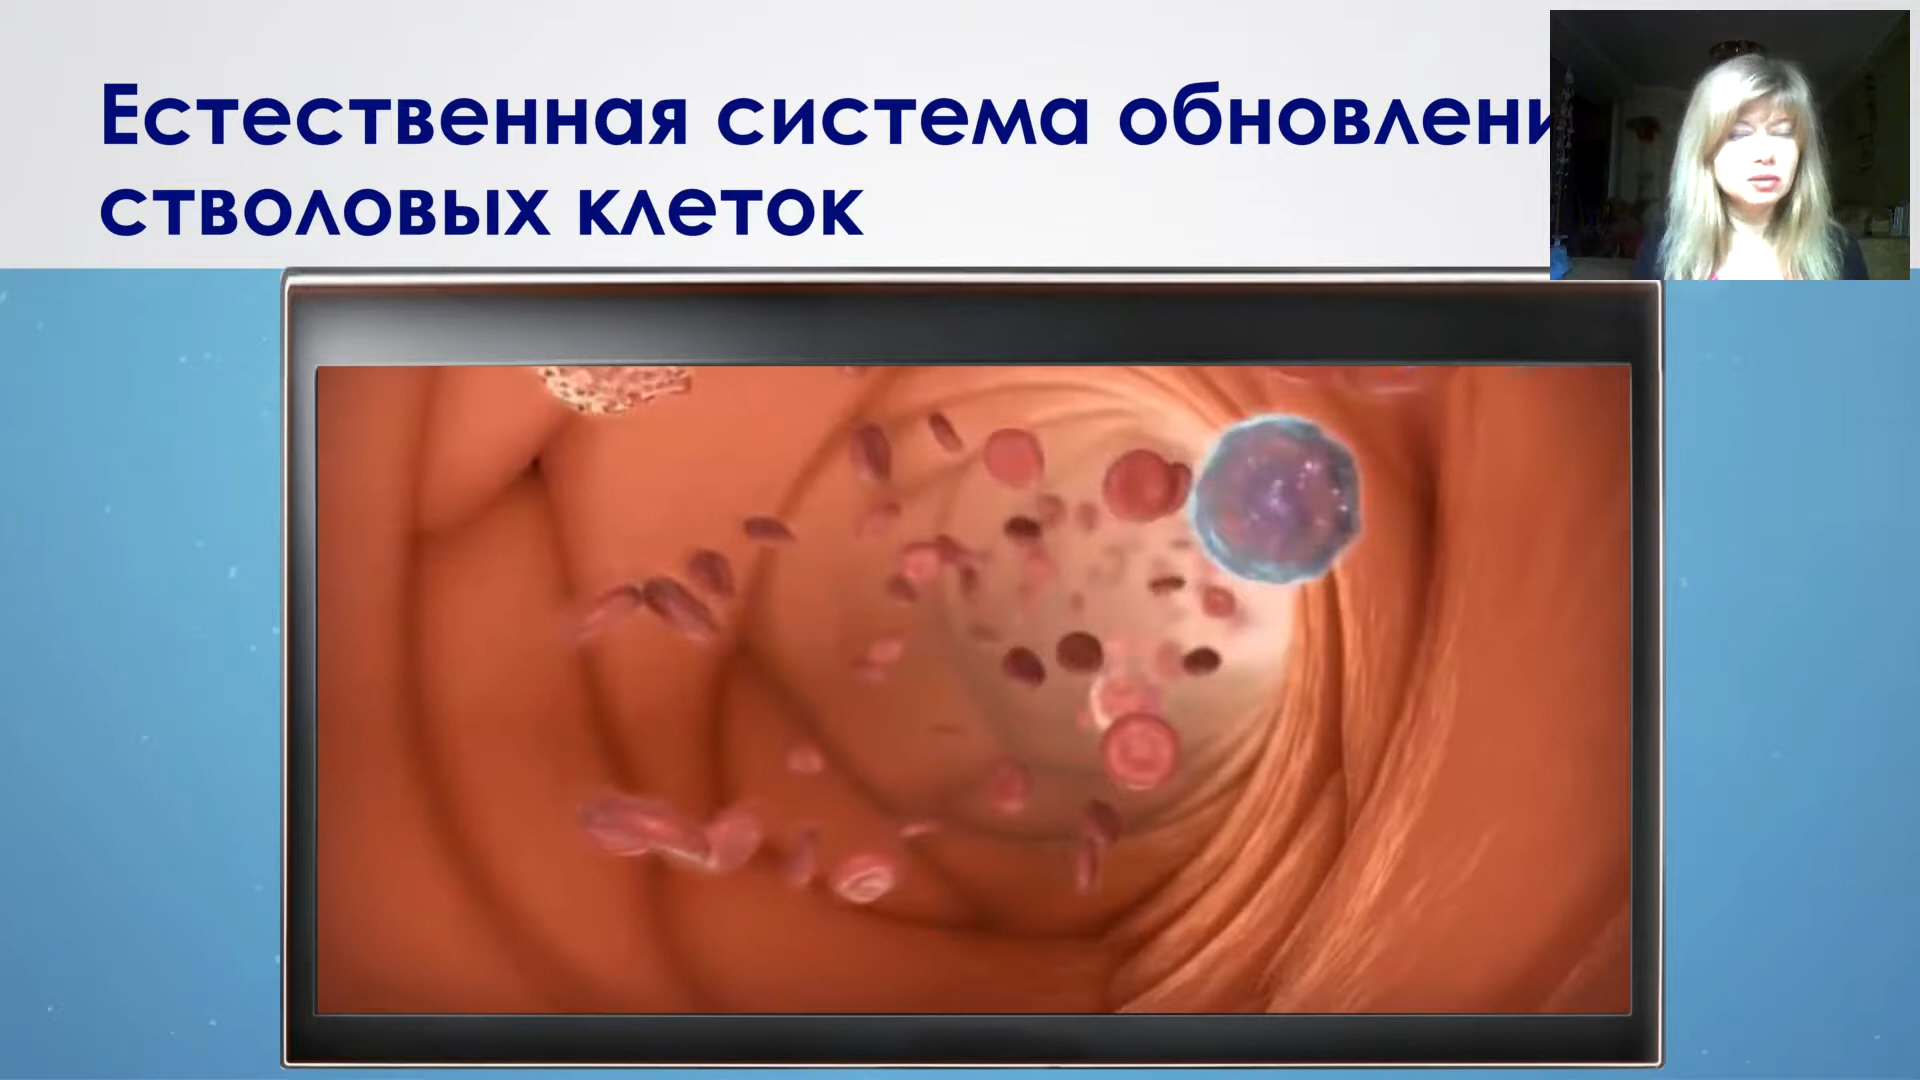 Естественная система обновлени
стволовых клеток